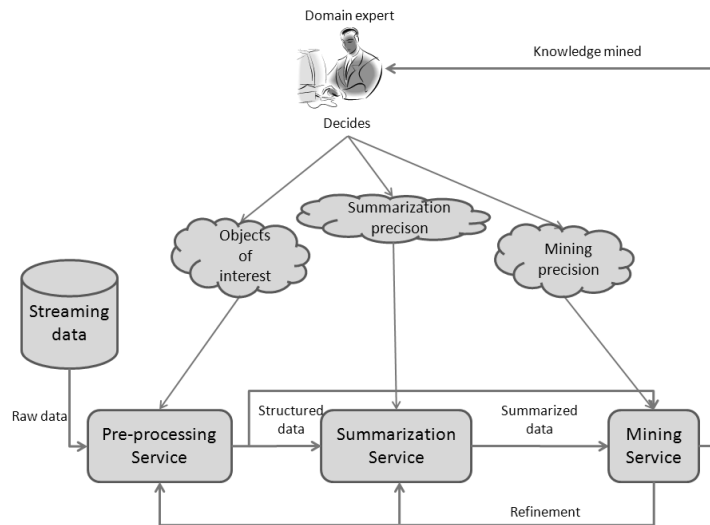 Domain expert
Knowledge mined
Decides
Summarization
precison
Objects
of
interest
Mining
precision
Streaming
data
Raw data
Structured
data
Summarized
data
Pre-processing
Service
Summarization
Service
Mining
Service
Refinement